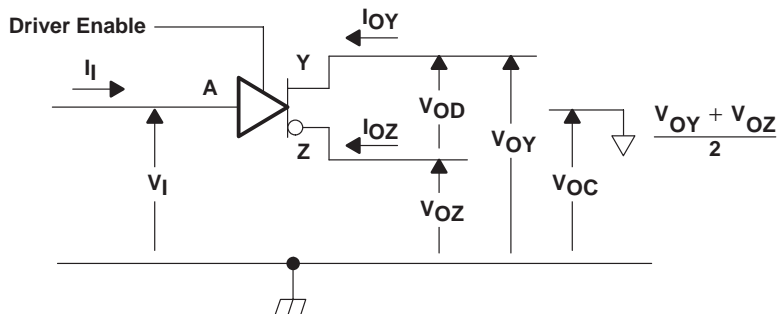 Driver Enable
IOY
II
A
Y
VOD
VOY
VOY + VOZ
2
IOZ
Z
VI
VOZ
VOC